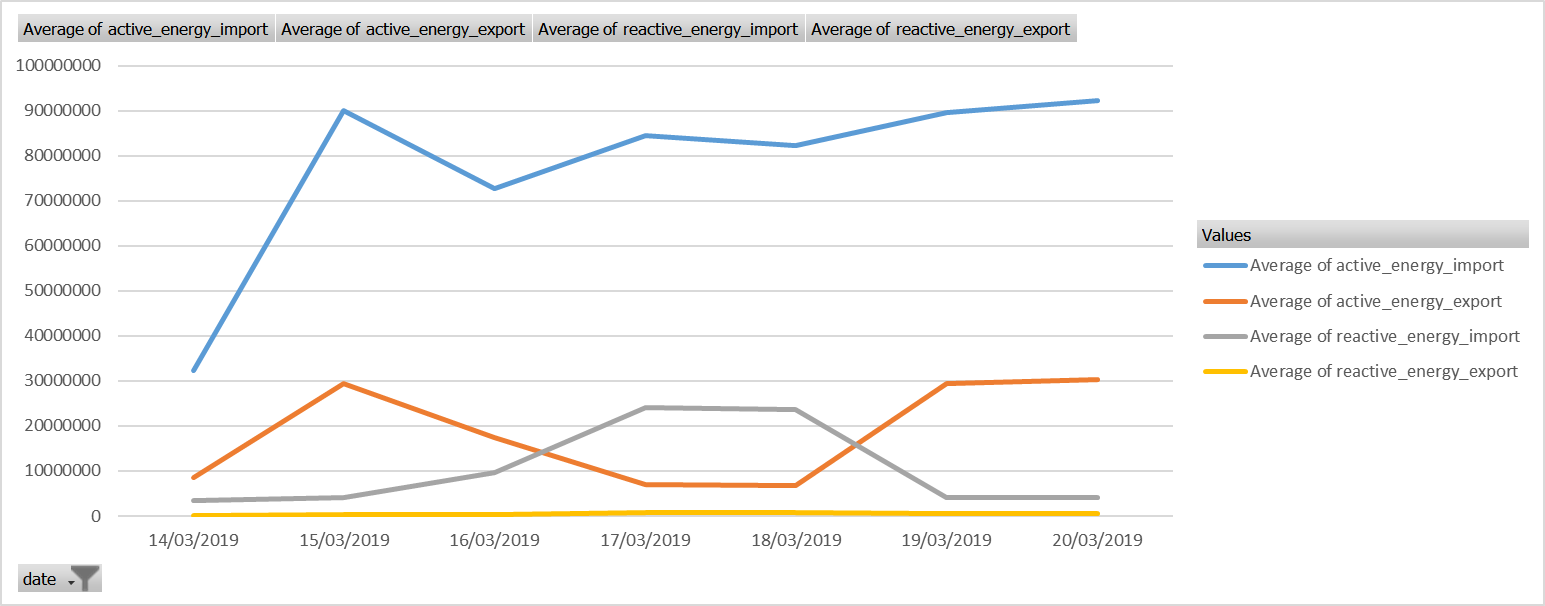 Average of active_energy_import Average of active_energy_export Average of reactive_energy_import Average of reactive_energy_export
100000000
90000000
80000000
70000000
60000000
50000000
40000000
30000000
20000000
10000000
0
14/03/2019 15/03/2019 16/03/2019 17/03/2019 18/03/2019 19/03/2019 20/03/2019
Values
Average of active_energy_import
Average of active_energy_export
Average of reactive_energy_import
Average of reactive_energy_export
date